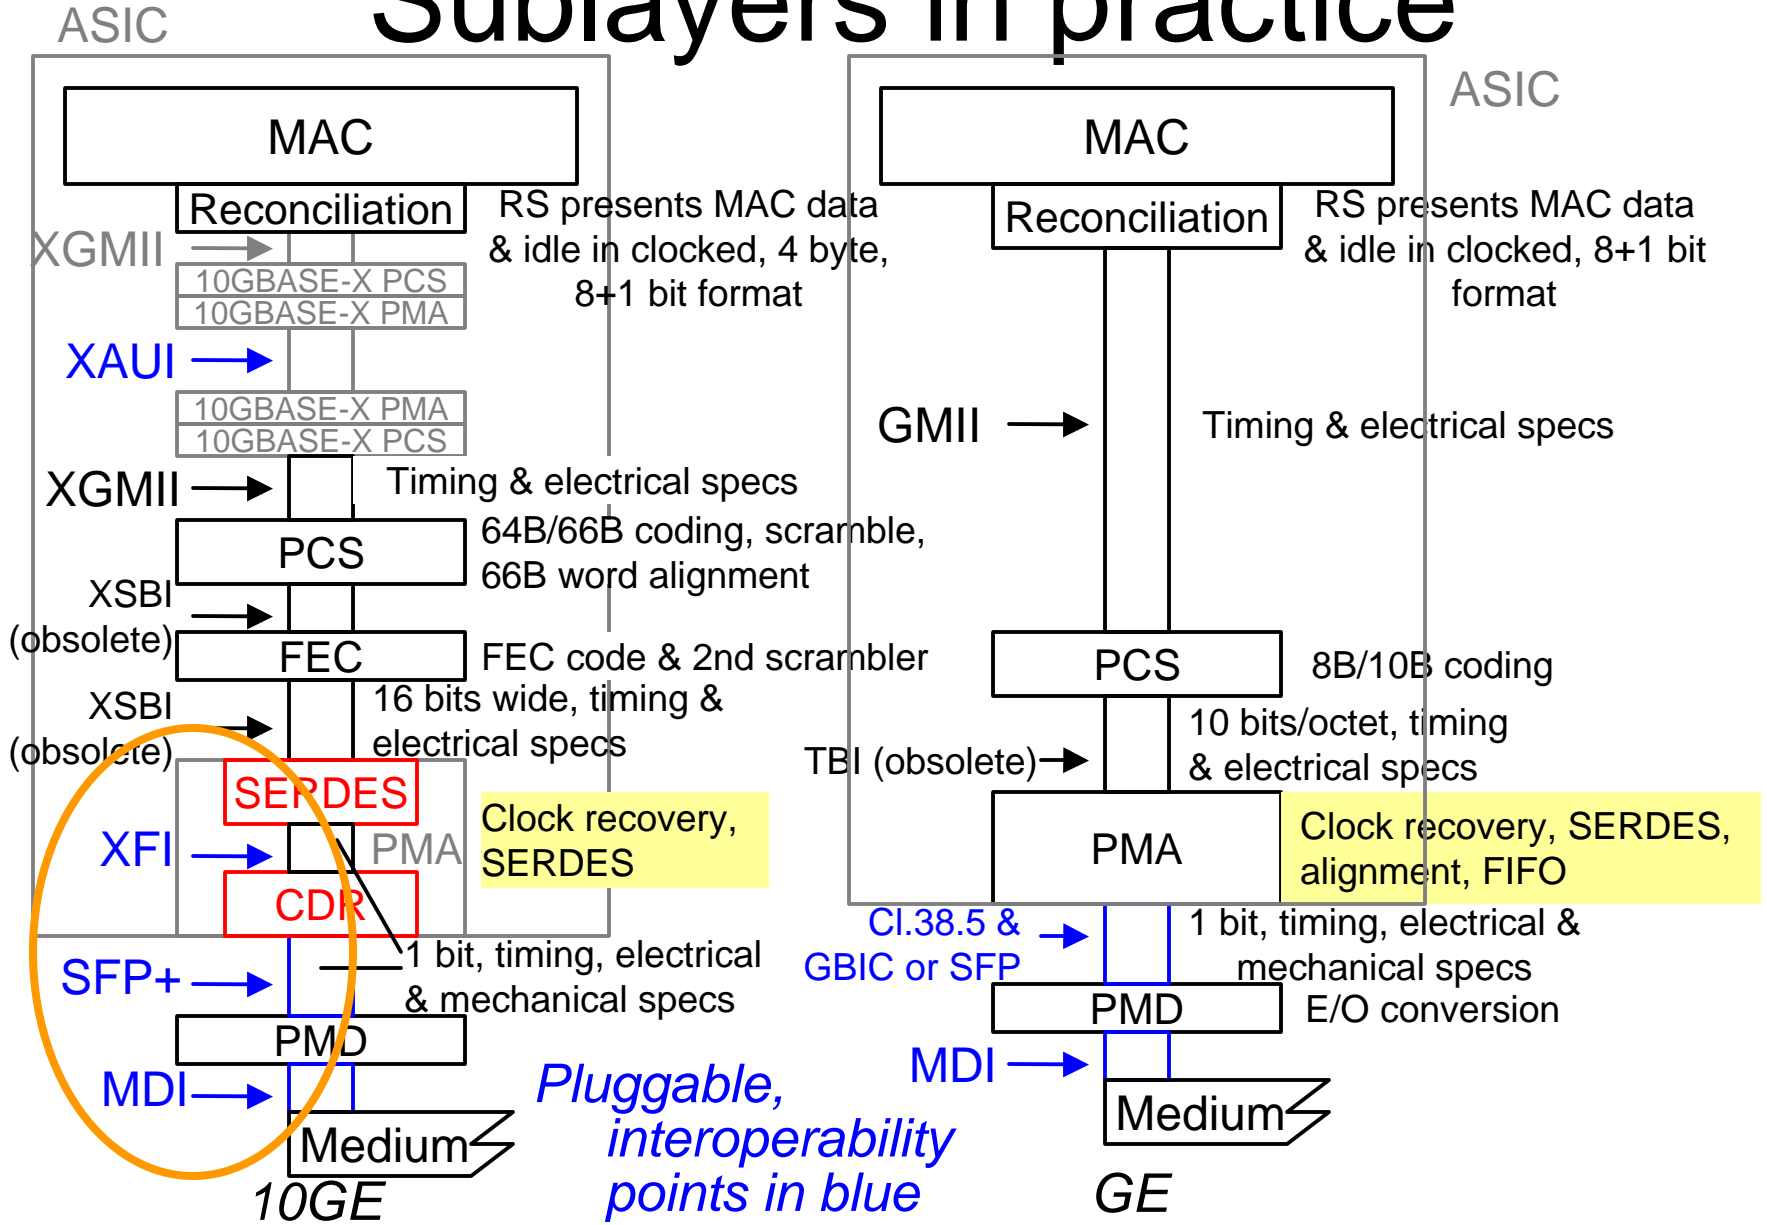 Sublayers in practice
ASIC
MAC
Reconciliation
RS presents MAC data
& idle in clocked, 4 byte,
8+1 bit format
XGMII
10GBASE-X PCS
10GBASE-X PMA
XAUI
10GBASE-X PMA
10GBASE-X PCS
XGMII
Timing & electrical specs
PCS
64B/66B coding, scramble,
66B word alignment
XSBI
(obsolete)
FEC
FEC code & 2nd scrambler
XSBI
(obsolete)
16 bits wide, timing &
electrical specs
SERDES
XFI
PMA
Clock recovery,
SERDES
CDR
SFP+
1 bit, timing, electrical
& mechanical specs
PMD
MDI
Medium
10GE
Pluggable,
interoperability
points in blue
ASIC
MAC
Reconciliation
RS presents MAC data
& idle in clocked, 8+1 bit
format
GMII
Timing & electrical specs
PCS
8B/10B coding
TBI (obsolete)
10 bits/octet, timing
& electrical specs
PMA
Clock recovery, SERDES,
alignment, FIFO
Cl.38.5 &
GBIC or SFP
1 bit, timing, electrical &
mechanical specs
PMD
E/O conversion
MDI
Medium
GE